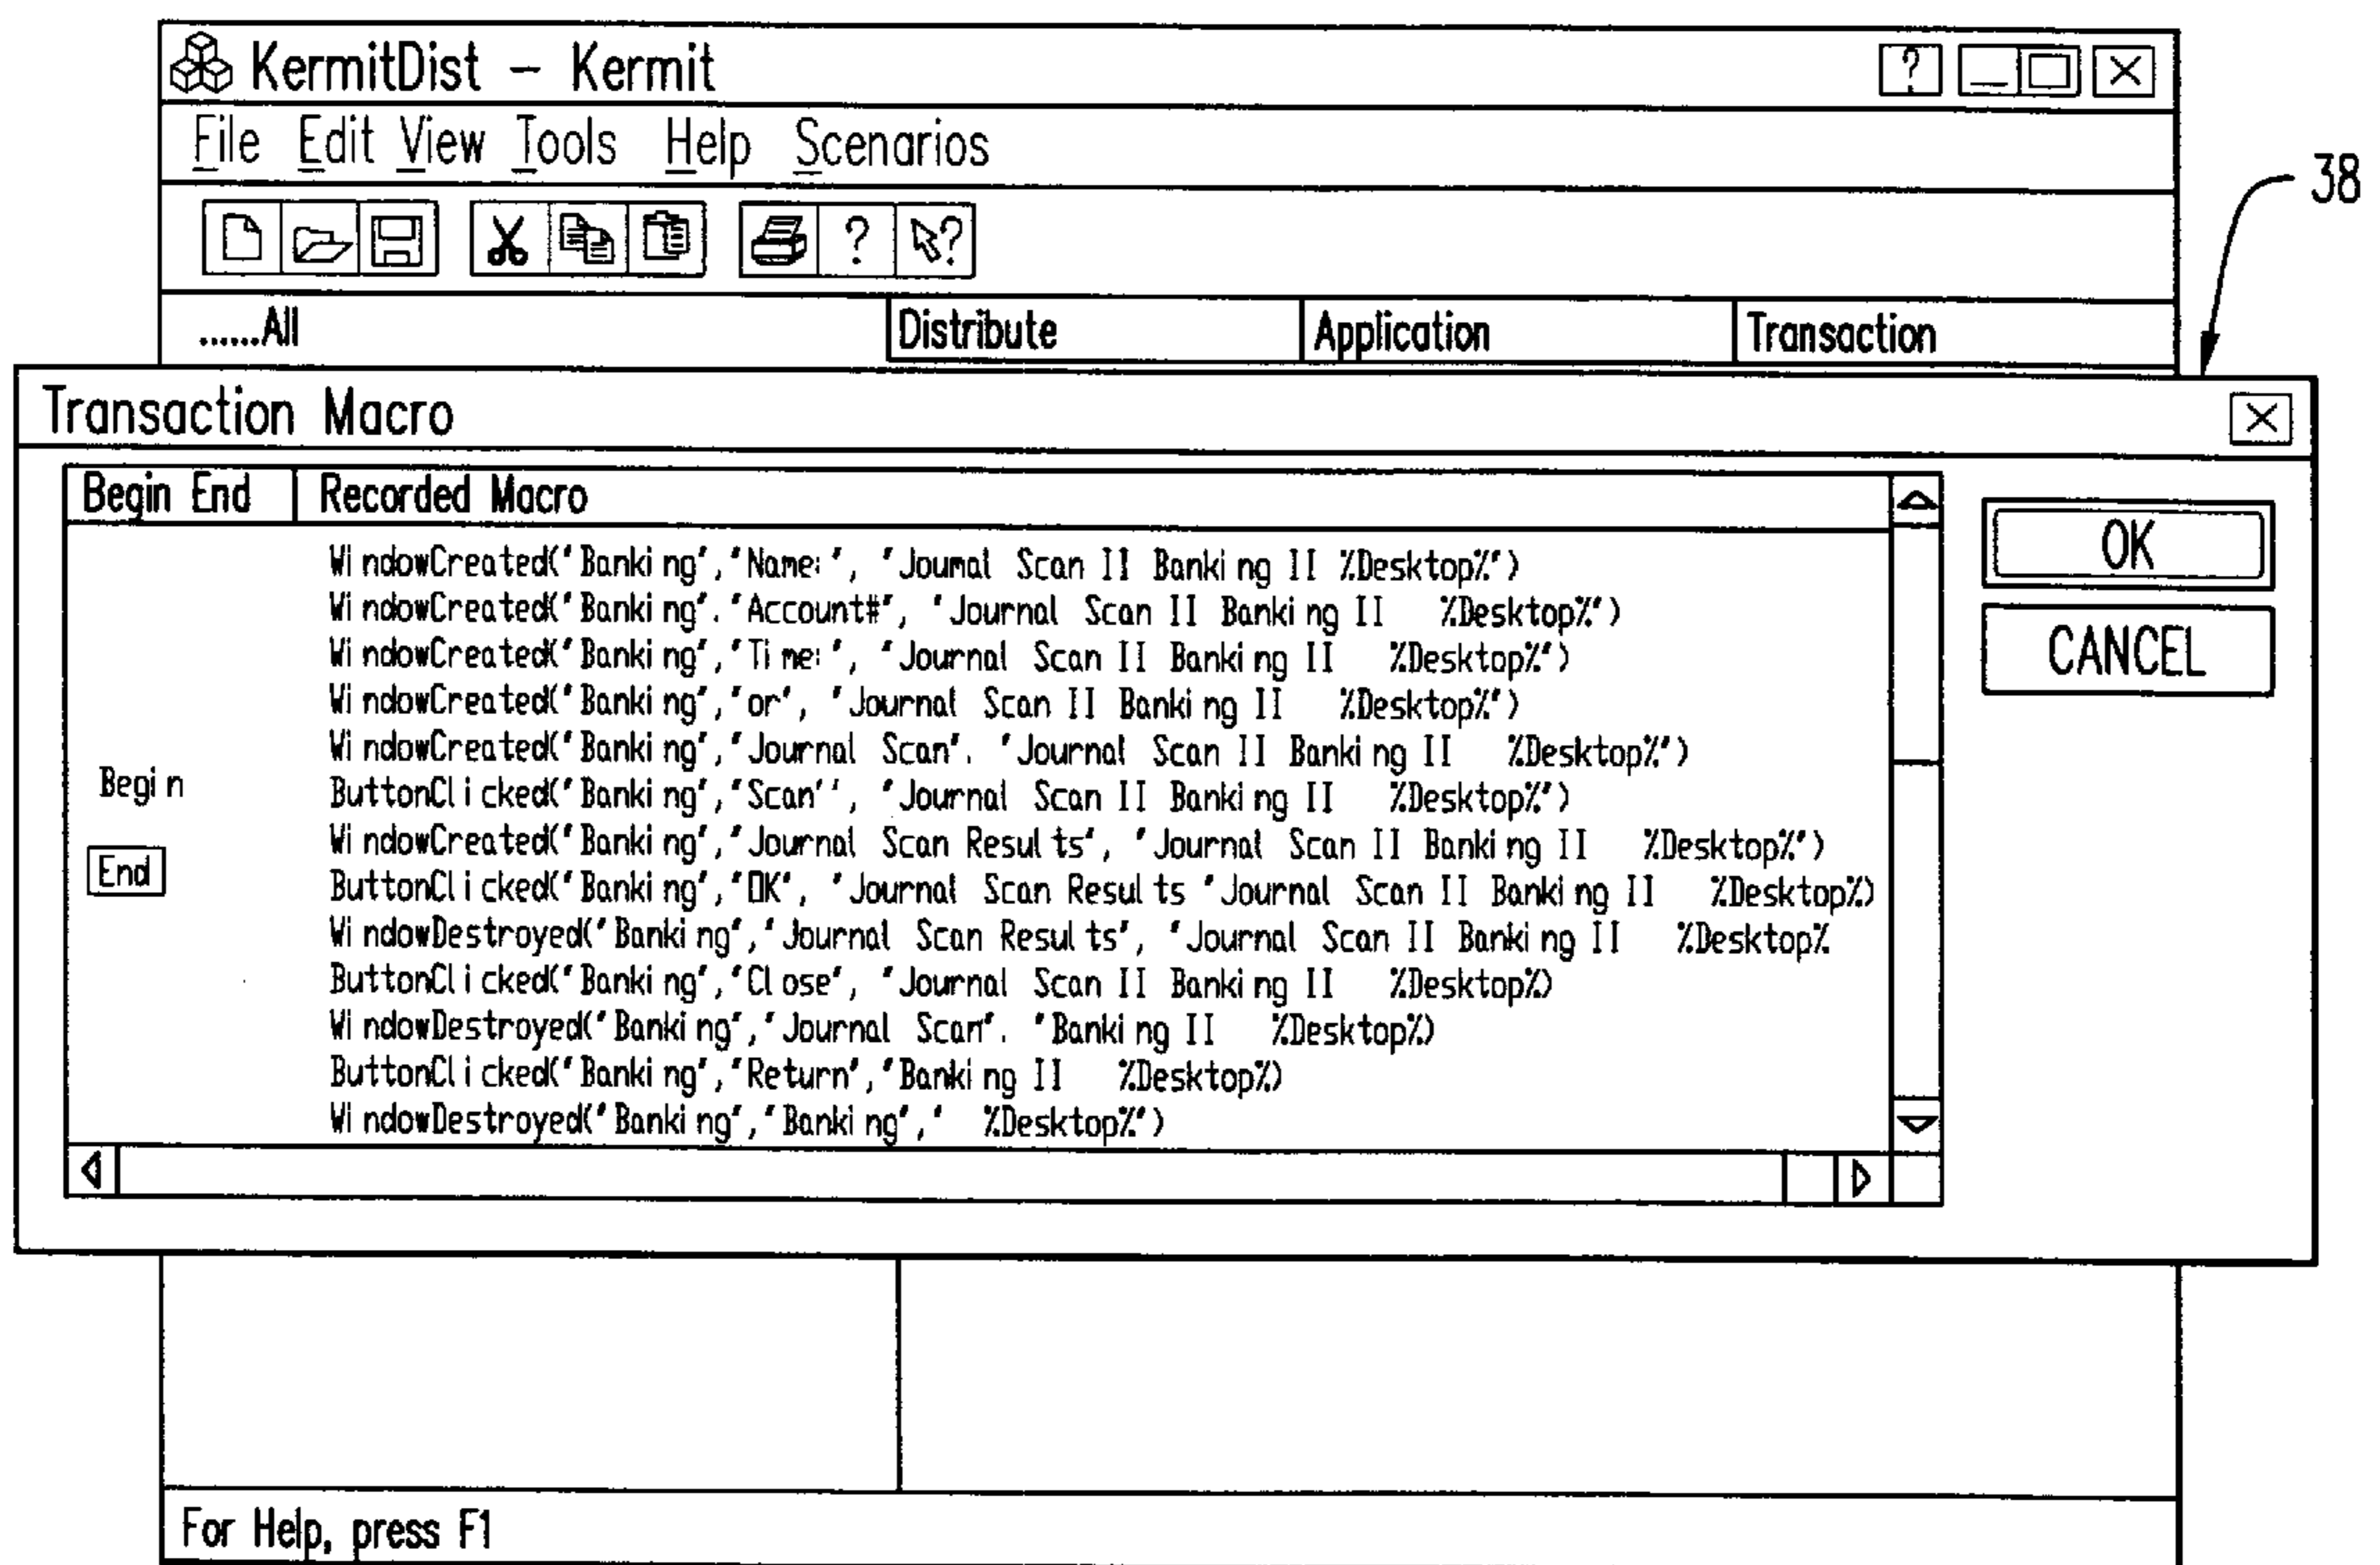 KermitDist – Kermit ?
File Edit View Tools Help Scenarios
? ?
......All Distribute Application Transaction
38
Transaction Macro
Begin End Recorded Macro
OK
CANCEL
WindowCreated('Banking','Name:', 'Joumal Scan II Banking II %Desktop%')
WindowCreated('Banking'.'Account#', 'Journal Scan II Banking II %Desktop%')
WindowCreated('Banking','Time:', 'Journal Scan II Banking II %Desktop%')
WindowCreated('Banking','or', 'Journal Scan II Banking II %Desktop%')
WindowCreated('Banking','Journal Scan'. 'Journal Scan II Banking II %Desktop%')
Begin ButtonClicked('Banking','Scan'', 'Journal Scan II Banking II %Desktop%')
WindowCreated('Banking','Journal Scan Results', 'Journal Scan II Banking II %Desktop%')
End ButtonClicked('Banking','OK', 'Journal Scan Results 'Journal Scan II Banking II %Desktop%)
WindowDestroyed('Banking','Journal Scan Results', 'Journal Scan II Banking II %Desktop%
ButtonClicked('Banking','Close', 'Journal Scan II Banking II %Desktop%)
WindowDestroyed('Banking','Journal Scan'. 'Banking II %Desktop%)
ButtonClicked('Banking','Return','Banking II %Desktop%)
WindowDestroyed('Banking','Banking',' %Desktop%')
For Help, press F1